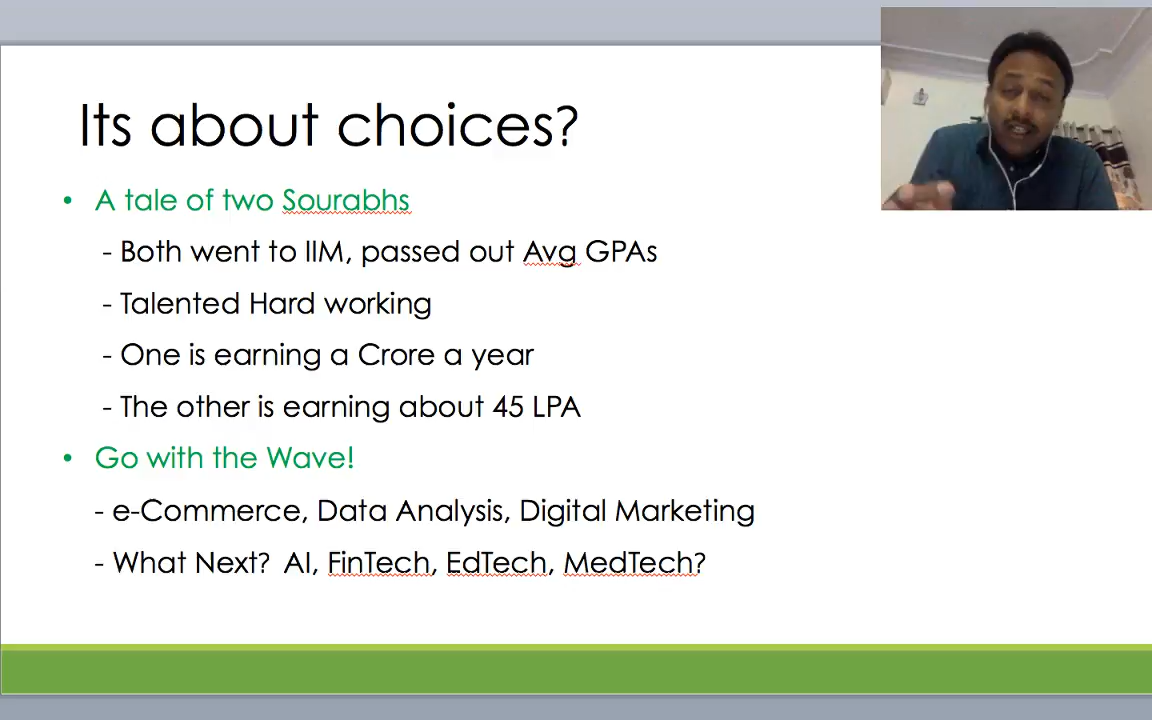 Its about choices?
• A tale of two Sourabhs
- Both went to IIM, passed out Avg GPAs
- Talented Hard working
- One is earning a Crore a year
- The other is earning about 45 LPA
• Go with the Wave!
- e-Commerce, Data Analysis, Digital Marketing
- What Next? AI, FinTech, EdTech, MedTech?